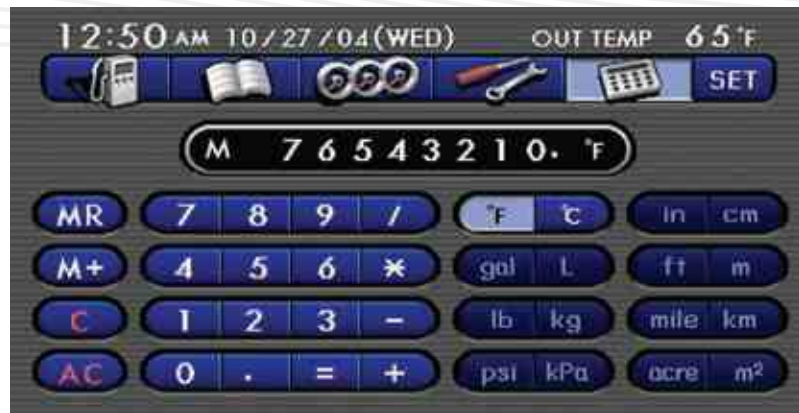 12:50 AM 10/27/04(WED) OUT TEMP 65°F
SET
M 76543210. °F
MR 7 8 9 / °F °C in cm
M+ 4 5 6 * gal L ft m
C 1 2 3 - lb kg mile km
AC 0 . = + psi kPa acre m²